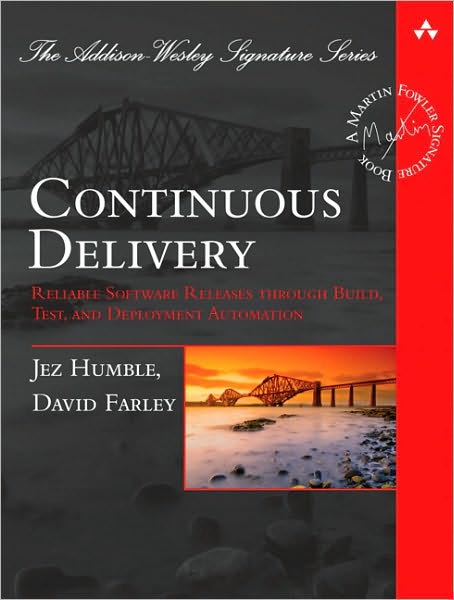 The Addison-Wesley Signature Series
A MARTIN FOWLER SIGNATURE BOOK
Martin
CONTINUOUS
DELIVERY
RELIABLE SOFTWARE RELEASES THROUGH BUILD,
TEST, AND DEPLOYMENT AUTOMATION
JEZ HUMBLE,
DAVID FARLEY